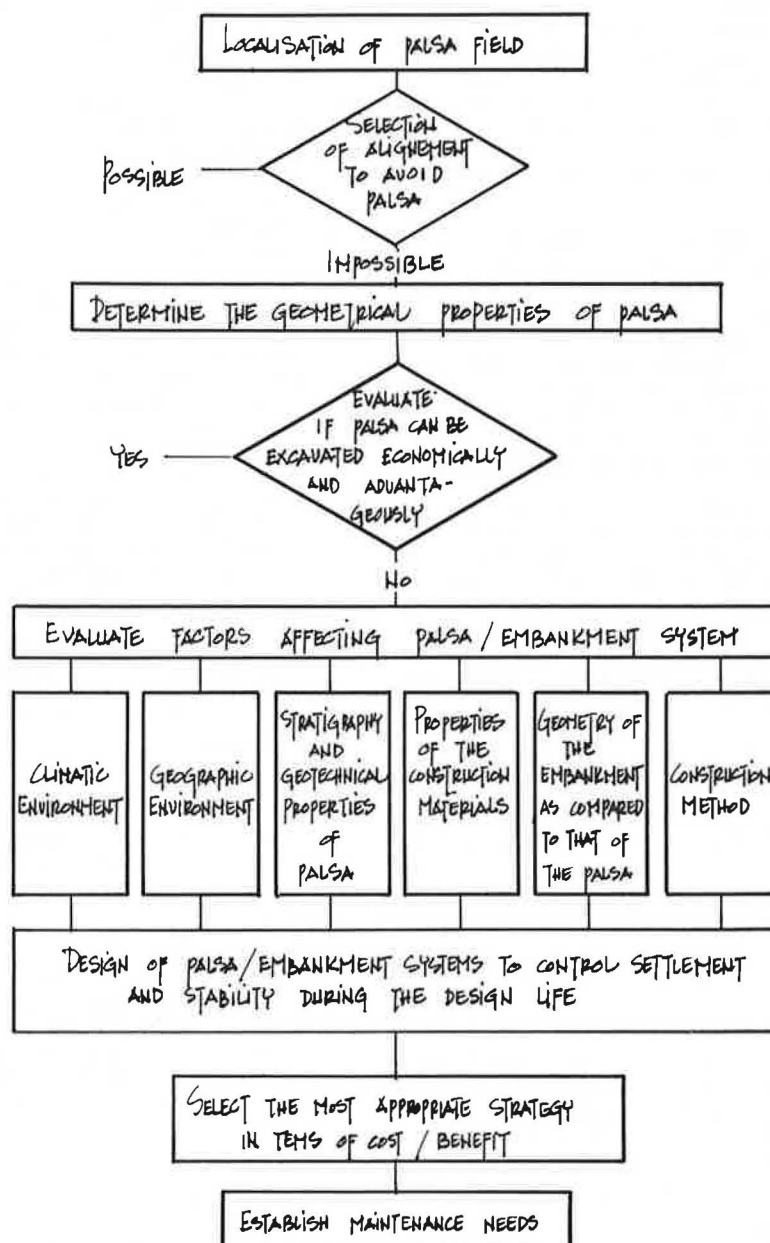 LOCALISATION OF PALSA FIELD
SELECTION
OF ALIGNEMENT
TO AVOID
PALSA
POSSIBLE
IMPOSSIBLE
DETERMINE THE GEOMETRICAL PROPERTIES OF PALSA
EVALUATE
IF PALSA CAN BE
EXCAVATED ECONOMICALLY
AND ADVANTA-
GEOUSLY
YES
NO
EVALUATE FACTORS AFFECTING PALSA/EMBANKMENT SYSTEM
CLIMATIC
ENVIRONMENT
GEOGRAPHIC
ENVIRONMENT
STRATIGRAPHY
AND
GEOTECHNICAL
PROPERTIES
OF
PALSA
PROPERTIES
OF THE
CONSTRUCTION
MATERIALS
GEOMETRY OF
THE
EMBANKMENT
AS COMPARED
TO THAT OF
THE PALSA
CONSTRUCTION
METHOD
DESIGN OF PALSA/EMBANKMENT SYSTEMS TO CONTROL SETTLEMENT
AND STABILITY DURING THE DESIGN LIFE
SELECT THE MOST APPROPRIATE STRATEGY
IN TEMS OF COST / BENEFIT
ESTABLISH MAINTENANCE NEEDS